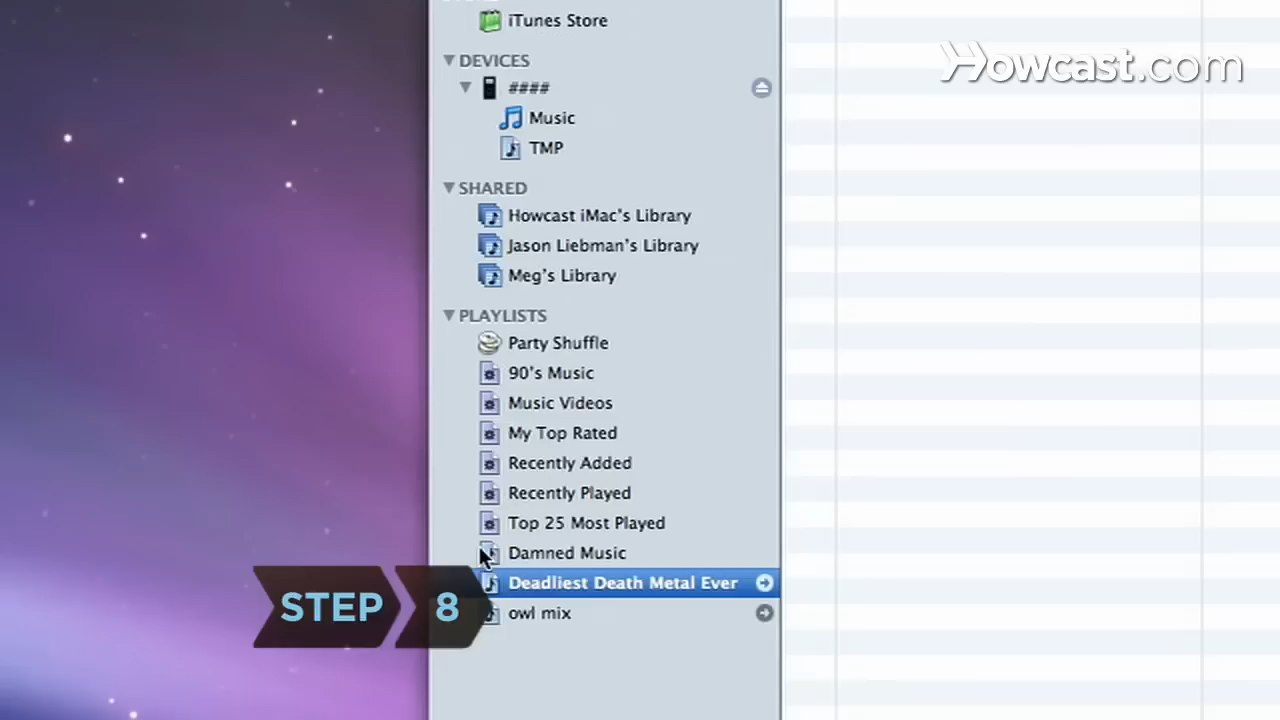 iTunes Store
Howcast.com
DEVICES
####
Music
TMP
SHARED
Howcast iMac's Library
Jason Liebman's Library
Meg's Library
PLAYLISTS
Party Shuffle
90's Music
Music Videos
My Top Rated
Recently Added
Recently Played
Top 25 Most Played
Damned Music
Deadliest Death Metal Ever
owl mix
STEP 8